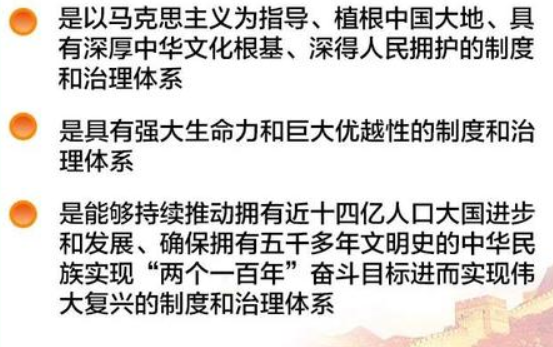 是以马克思主义为指导、植根中国大地、具
有深厚中华文化根基、深得人民拥护的制度
和治理体系
是具有强大生命力和巨大优越性的制度和治
理体系
是能够持续推动拥有近十四亿人口大国进步
和发展、确保拥有五千多年文明史的中华民
族实现“两个一百年”奋斗目标进而实现伟
大复兴的制度和治理体系